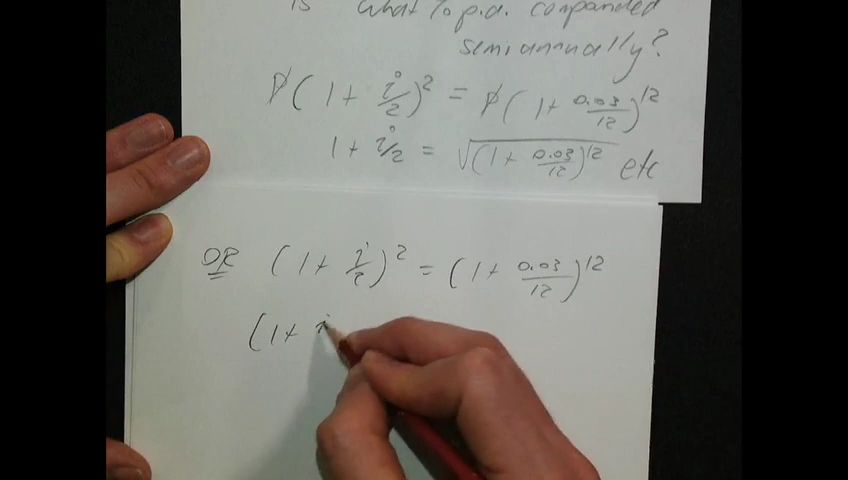 is what % p.a. compounded
semiannually?
P(1 + i/2)² = P(1 + 0.03/12)¹²
1 + i/2 = √(1 + 0.03/12)¹² etc
OR (1 + i/2)² = (1 + 0.03/12)¹²
(1 + i